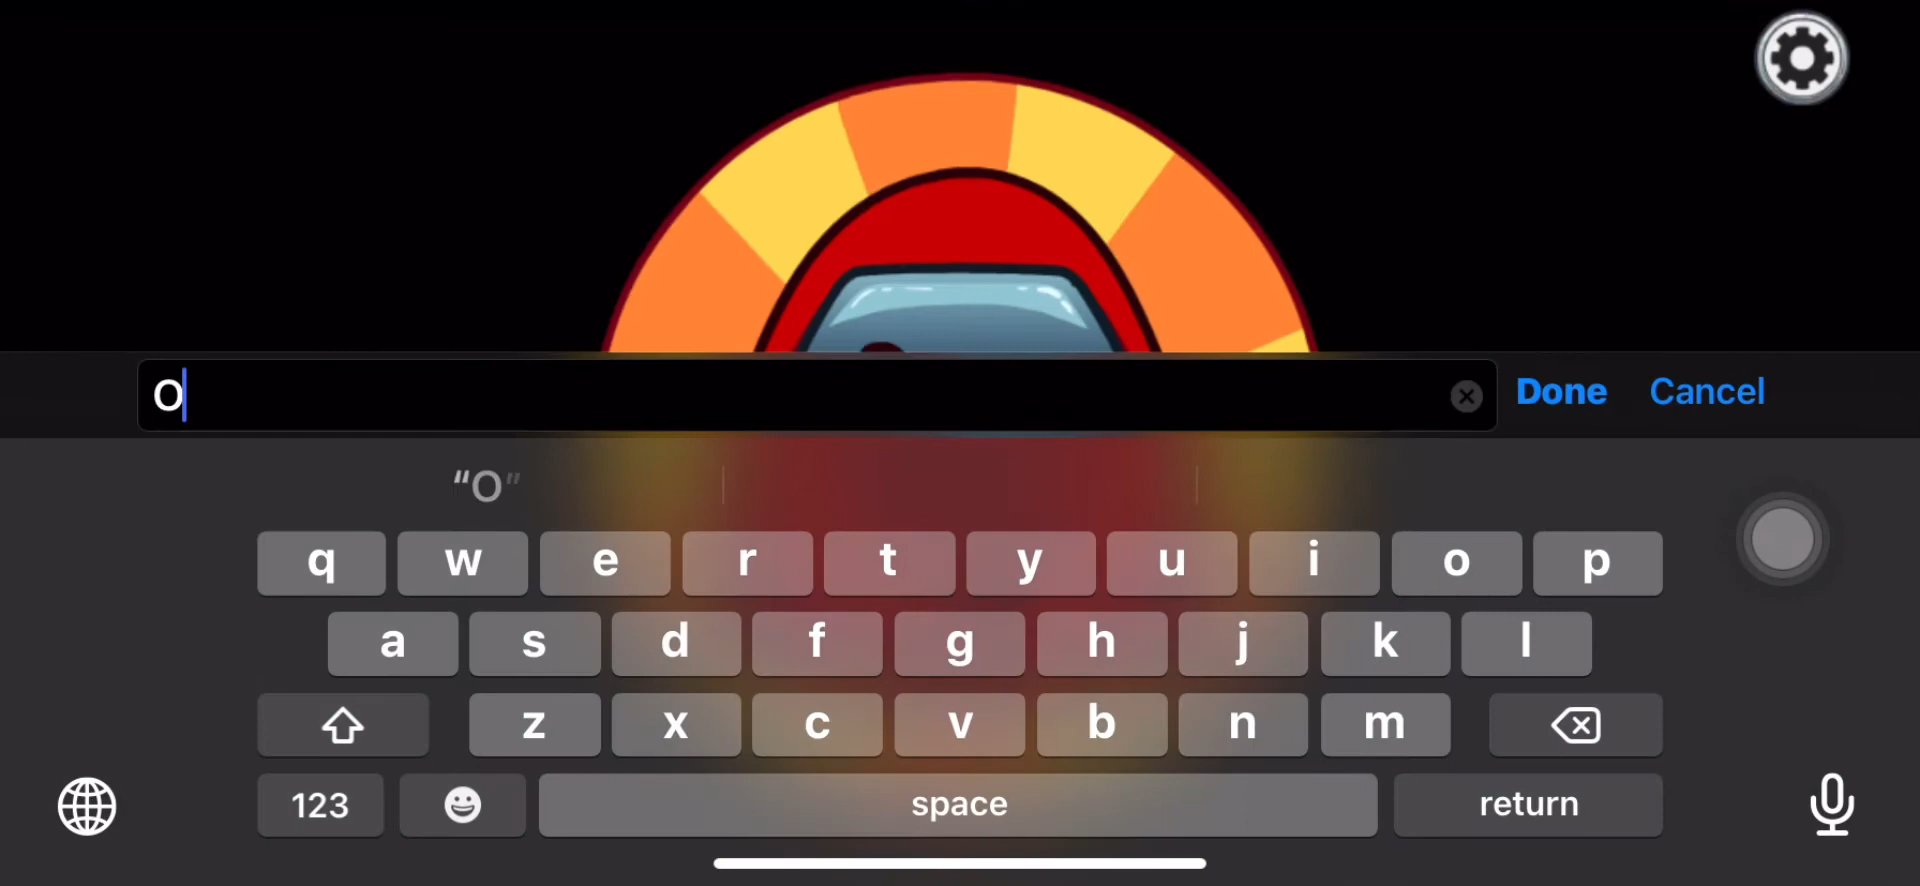 O
Done Cancel
“O”
q w e r t y u i o p
a s d f g h j k l
z x c v b n m
123 space return